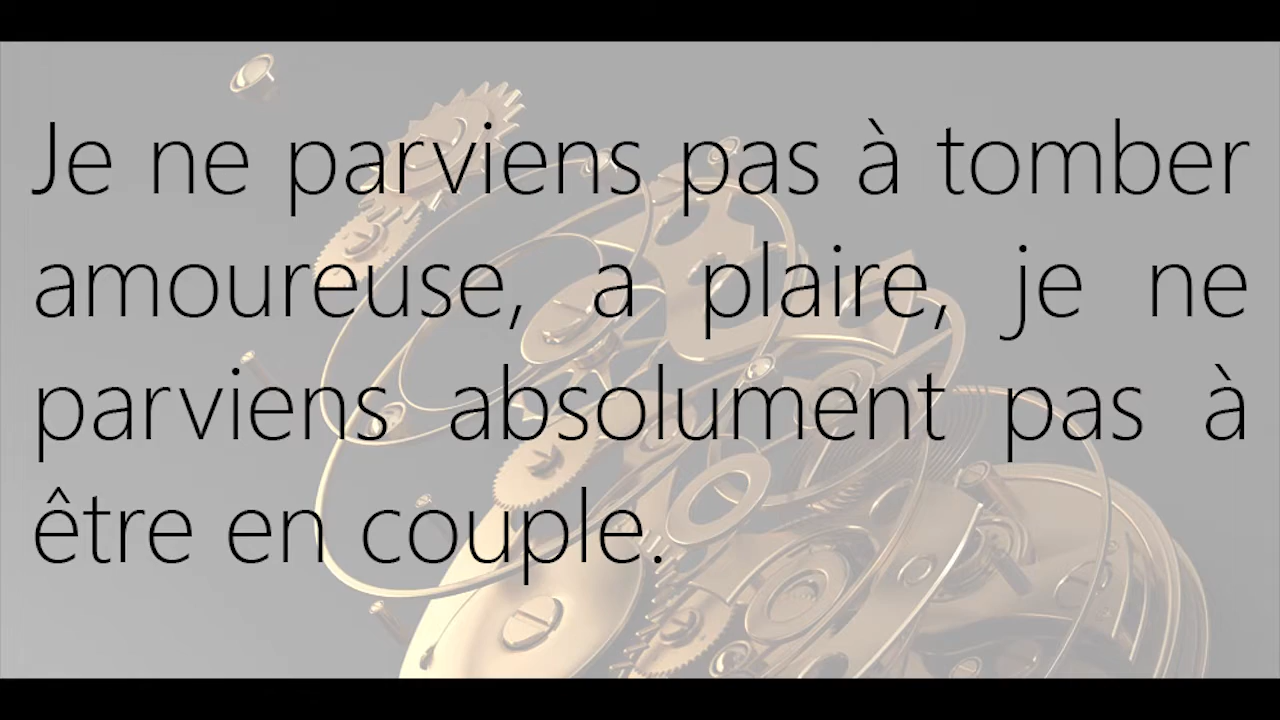 Je ne parviens pas à tomber
amoureuse, a plaire, je ne
parviens absolument pas à
être en couple.